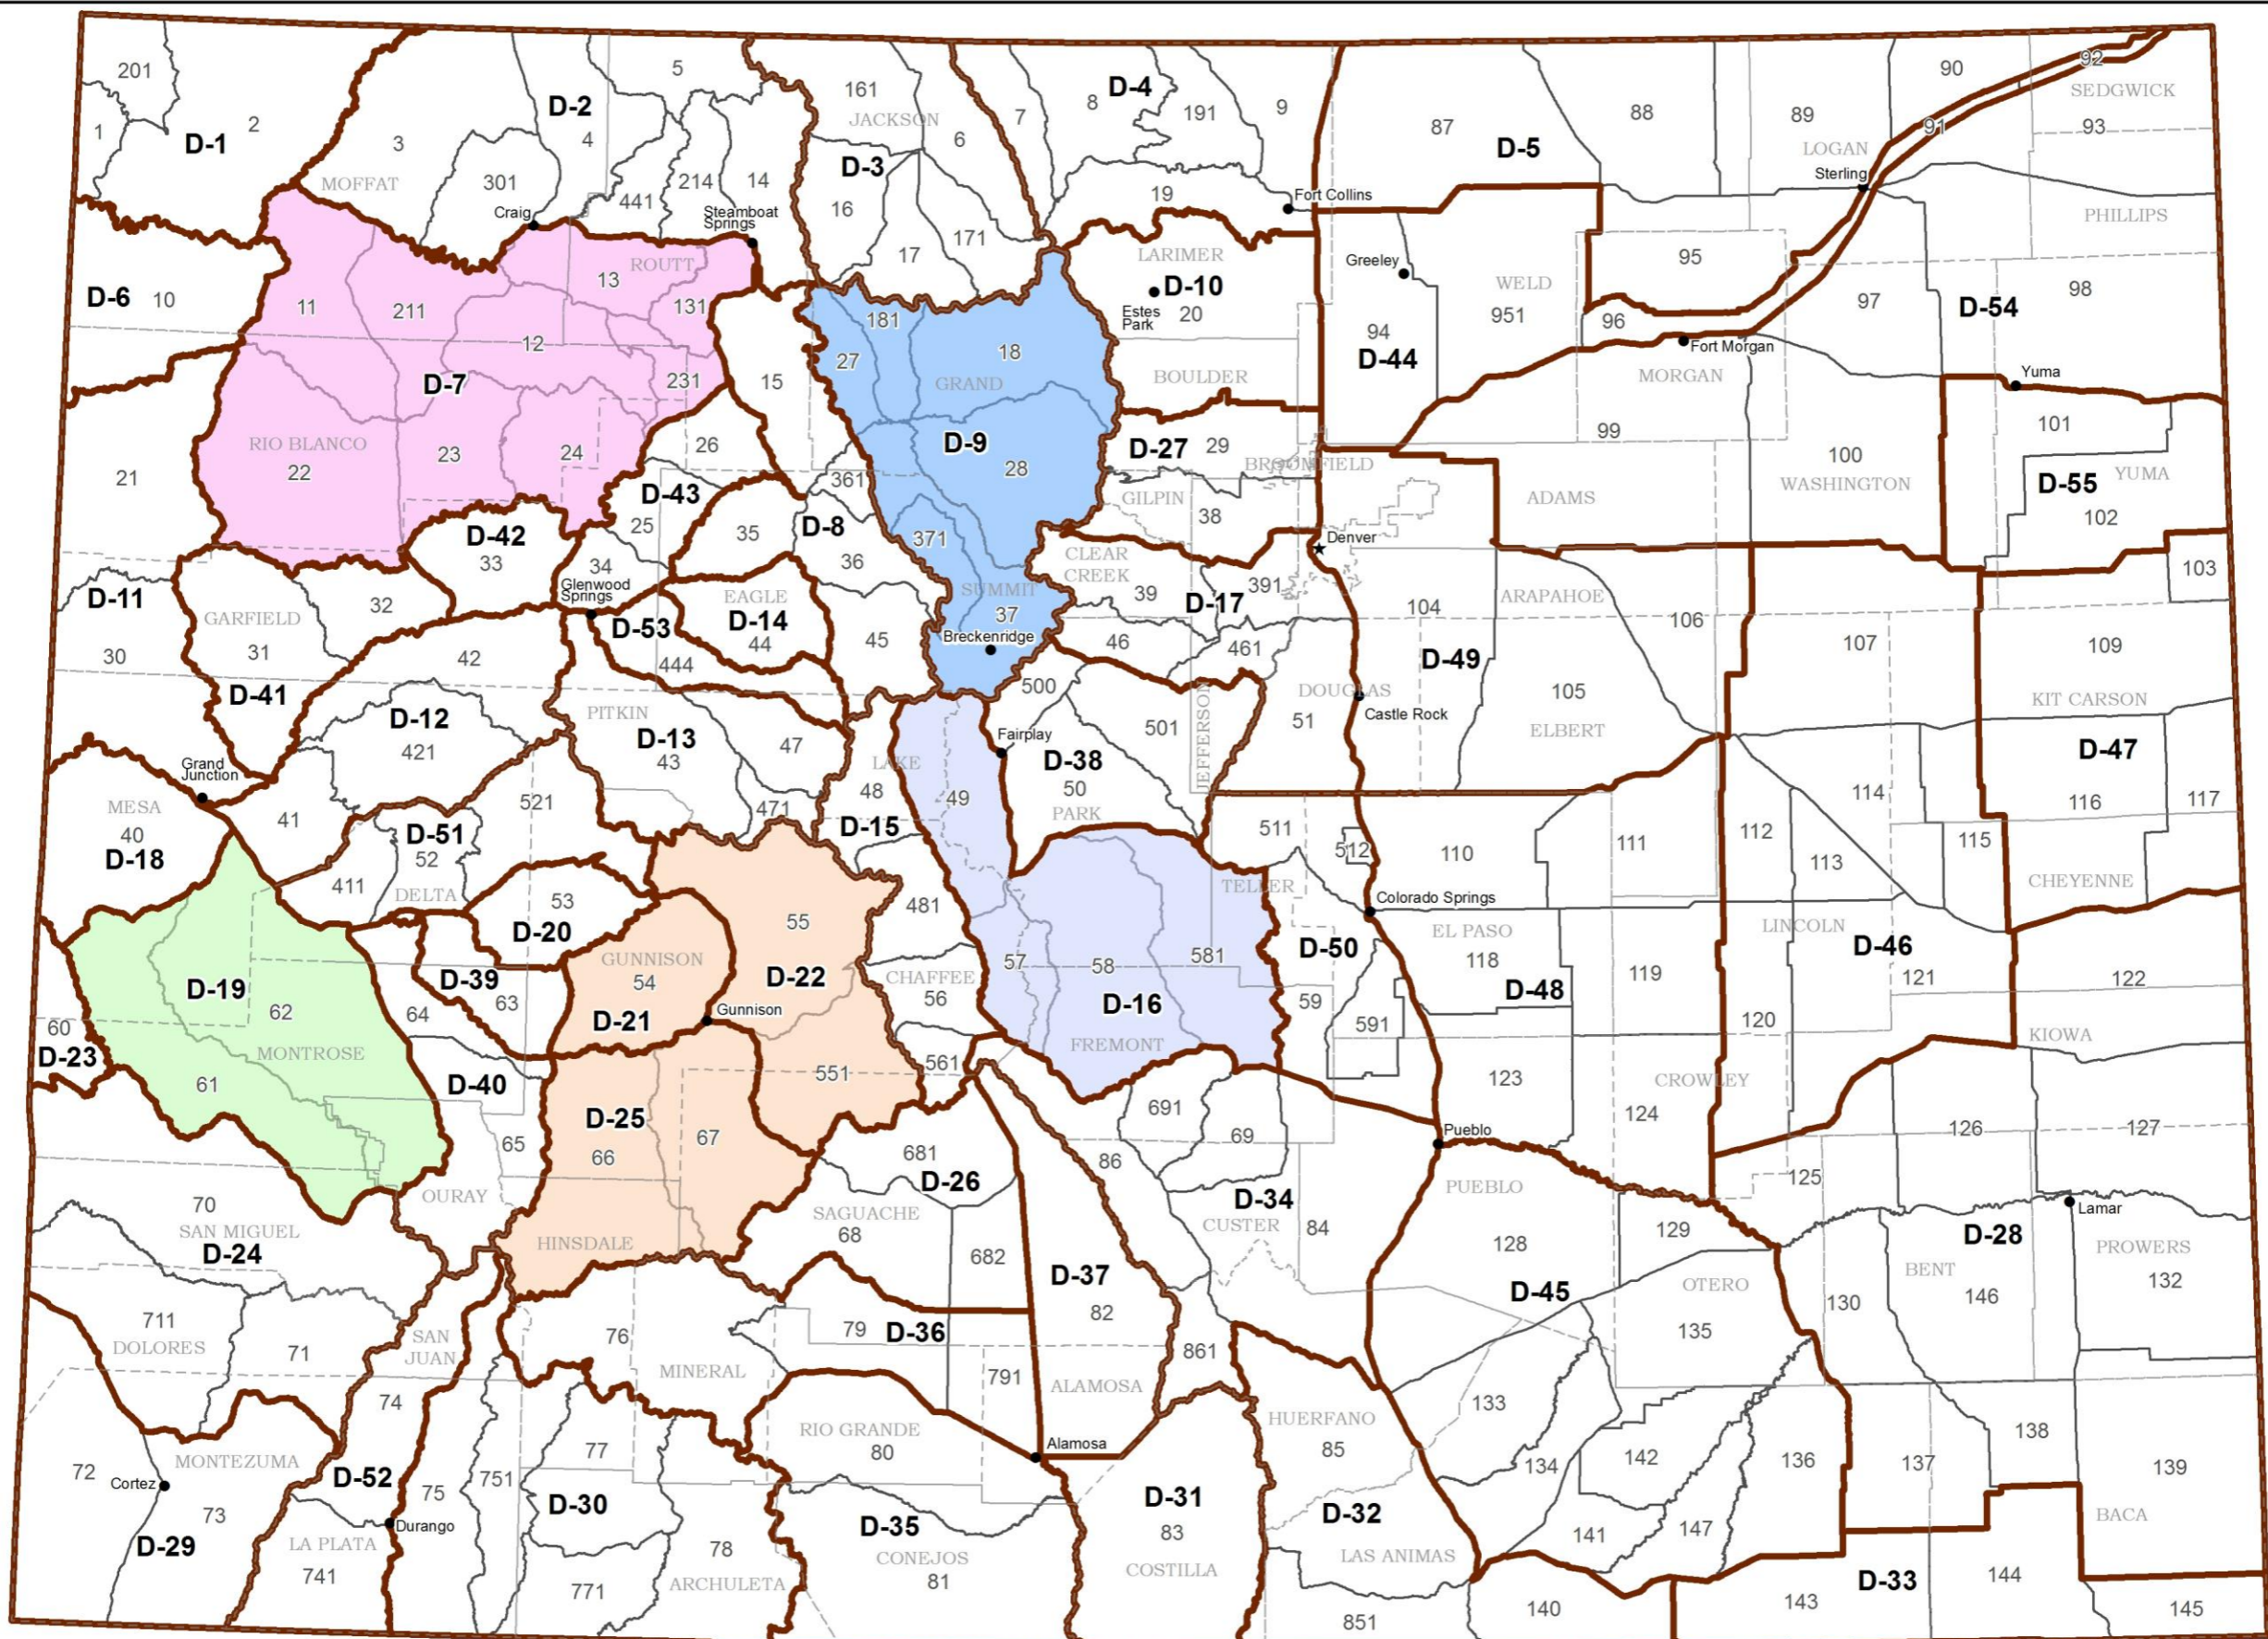 201
5
92
90
161
SEDGWICK
D-2
D-4
8
7
191
9
88
89
JACKSON
1
2
D-1
3
4
6
87
D-5
91
93
LOGAN
MOFFAT
301
441
214
14
D-3
16
Sterling
Craig
Steamboat
Springs
19
Fort Collins
PHILLIPS
17
171
ROUTT
13
LARIMER
D-10
Estes
Park
20
Greeley
WELD
951
95
D-6
10
11
211
131
181
94
D-44
96
97
D-54
98
12
27
18
GRAND
Fort Morgan
MORGAN
D-7
231
15
BOULDER
Yuma
RIO BLANCO
22
23
24
26
D-9
28
D-27
29
BROOMFIELD
99
100
WASHINGTON
101
D-55
YUMA
102
21
D-43
25
361
GILPIN
38
ADAMS
D-42
33
35
D-8
36
371
Denver
CLEAR
CREEK
39
391
D-17
D-11
34
Glenwood
Springs
EAGLE
D-14
44
SUMMIT
37
Breckenridge
103
GARFIELD
31
32
D-53
444
45
46
461
104
D-49
ARAPAHOE
106
107
109
30
42
D-41
500
DOUGLAS
51
Castle Rock
105
ELBERT
KIT CARSON
D-12
421
PITKIN
D-13
43
47
LAKE
48
49
Fairplay
D-38
50
PARK
501
JEFFERSON
D-47
116
117
Grand
Junction
MESA
40
D-18
41
521
D-51
52
471
D-15
511
512
110
111
112
113
114
115
CHEYENNE
411
DELTA
53
D-20
55
481
TELLER
Colorado Springs
EL PASO
118
D-48
119
LINCOLN
D-46
121
122
D-19
62
D-39
63
64
GUNNISON
54
D-21
D-22
CHAFFEE
56
57
58
581
D-16
D-50
59
591
120
60
D-23
MONTROSE
61
Gunnison
551
561
FREMONT
KIOWA
D-40
D-25
66
67
65
123
CROWLEY
124
691
69
Pueblo
126
127
125
70
SAN MIGUEL
D-24
OURAY
681
D-26
86
HINSDALE
SAGUACHE
68
682
D-34
CUSTER
84
PUEBLO
128
129
Lamar
D-28
PROWERS
132
D-37
82
D-45
OTERO
135
130
BENT
146
711
DOLORES
71
SAN
JUAN
76
MINERAL
79
D-36
791
861
ALAMOSA
74
133
72
MONTEZUMA
Cortez
73
D-29
D-52
75
751
77
RIO GRANDE
80
Alamosa
HUERFANO
85
134
142
136
137
138
139
Durango
D-30
D-35
D-31
83
D-32
141
147
BACA
LA PLATA
741
771
78
ARCHULETA
CONEJOS
81
COSTILLA
LAS ANIMAS
851
140
143
D-33
144
145